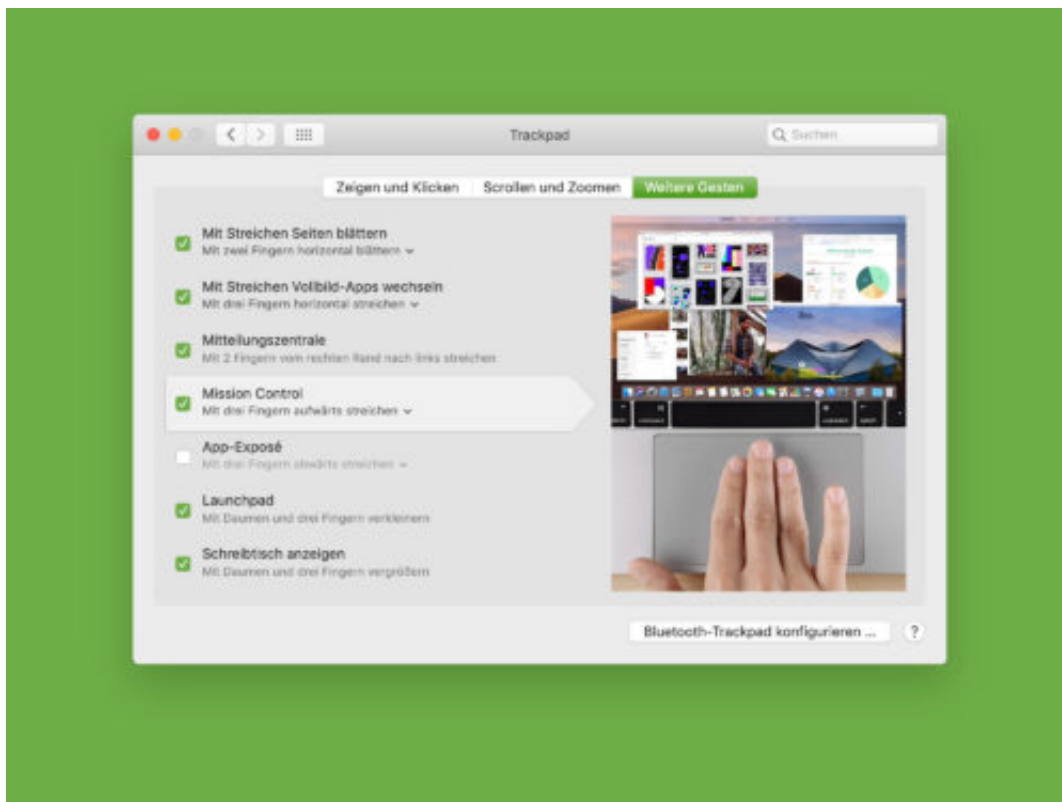 Trackpad
Suchen
Zeigen und Klicken
Scrollen und Zoomen
Weitere Gesten
Mit Streichen Seiten blättern
Mit zwei Fingern horizontal blättern
Mit Streichen Vollbild-Apps wechseln
Mit drei Fingern horizontal streichen
Mitteilungszentrale
Mit 2 Fingern vom rechten Rand nach links streichen
Mission Control
Mit drei Fingern aufwärts streichen
App-Exposé
Mit drei Fingern abwärts streichen
Launchpad
Mit Daumen und drei Fingern verkleinern
Schreibtisch anzeigen
Mit Daumen und drei Fingern vergrößern
Bluetooth-Trackpad konfigurieren ...
?